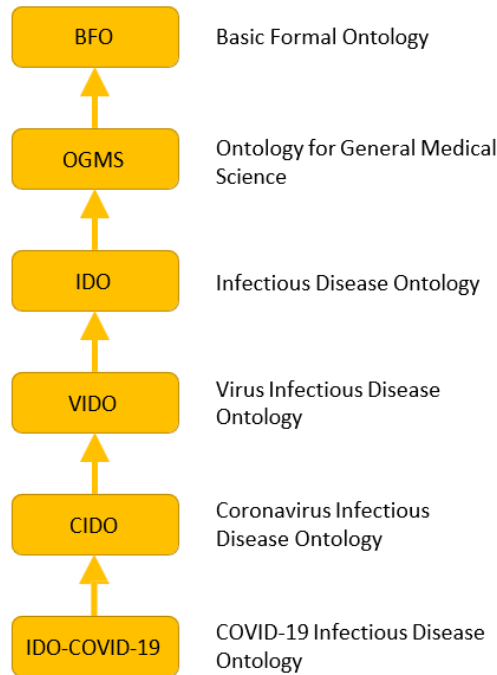 BFO
Basic Formal Ontology
OGMS
Ontology for General Medical
Science
IDO
Infectious Disease Ontology
VIDO
Virus Infectious Disease
Ontology
CIDO
Coronavirus Infectious
Disease Ontology
IDO-COVID-19
COVID-19 Infectious Disease
Ontology